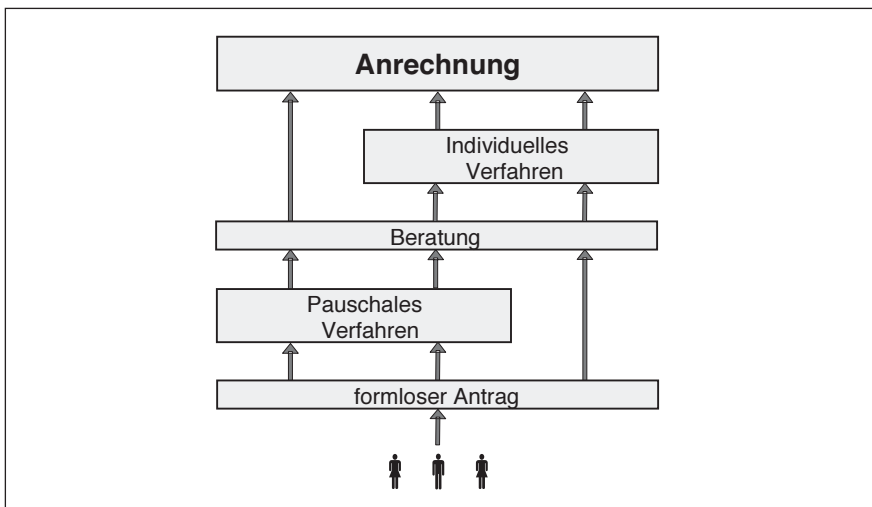 Anrechnung
Individuelles
Verfahren
Beratung
Pauschales
Verfahren
formloser Antrag